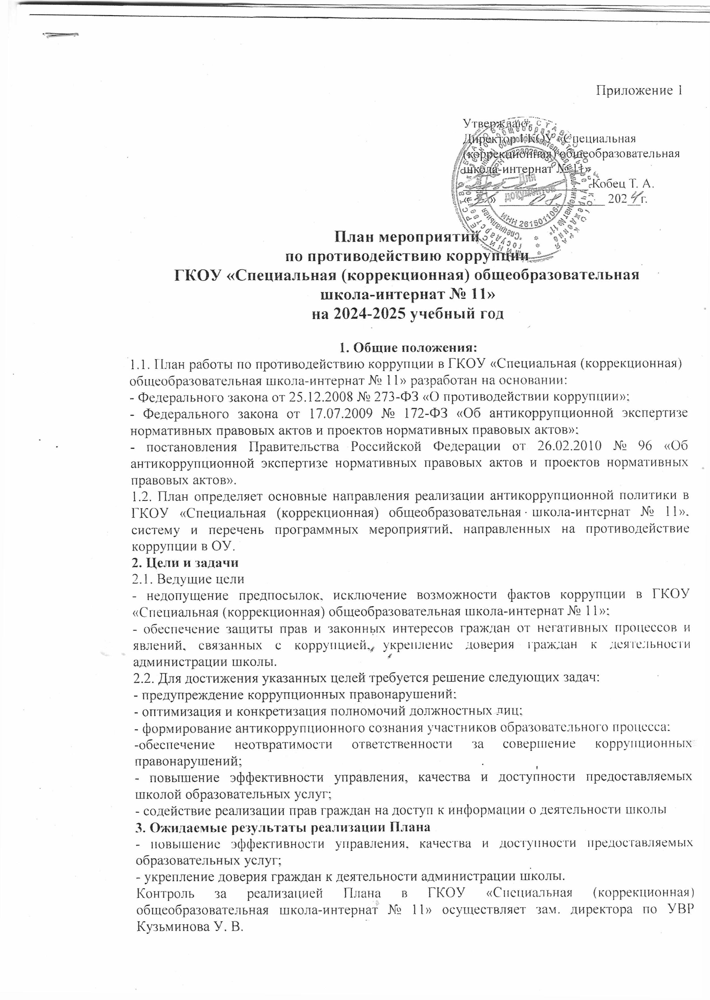 Приложение 1
Утверждаю:
Директор ГКОУ «Специальная
(коррекционная) общеобразовательная
школа-интернат № 11»
Кобец Т. А.
« » 08 2024 г.
Для
документов
ИНН 2615011064
План мероприятий
по противодействию коррупции
ГКОУ «Специальная (коррекционная) общеобразовательная
школа-интернат № 11»
на 2024-2025 учебный год
1. Общие положения:
1.1. План работы по противодействию коррупции в ГКОУ «Специальная (коррекционная)
общеобразовательная школа-интернат № 11» разработан на основании:
- Федерального закона от 25.12.2008 № 273-ФЗ «О противодействии коррупции»;
- Федерального закона от 17.07.2009 № 172-ФЗ «Об антикоррупционной экспертизе
нормативных правовых актов и проектов нормативных правовых актов»;
- постановления Правительства Российской Федерации от 26.02.2010 № 96 «Об
антикоррупционной экспертизе нормативных правовых актов и проектов нормативных
правовых актов».
1.2. План определяет основные направления реализации антикоррупционной политики в
ГКОУ «Специальная (коррекционная) общеобразовательная школа-интернат № 11»,
систему и перечень программных мероприятий, направленных на противодействие
коррупции в ОУ.
2. Цели и задачи
2.1. Ведущие цели
- недопущение предпосылок, исключение возможности фактов коррупции в ГКОУ
«Специальная (коррекционная) общеобразовательная школа-интернат № 11»;
- обеспечение защиты прав и законных интересов граждан от негативных процессов и
явлений, связанных с коррупцией, укрепление доверия граждан к деятельности
администрации школы.
2.2. Для достижения указанных целей требуется решение следующих задач:
- предупреждение коррупционных правонарушений;
- оптимизация и конкретизация полномочий должностных лиц;
- формирование антикоррупционного сознания участников образовательного процесса;
-обеспечение неотвратимости ответственности за совершение коррупционных
правонарушений;
- повышение эффективности управления, качества и доступности предоставляемых
школой образовательных услуг;
- содействие реализации прав граждан на доступ к информации о деятельности школы
3. Ожидаемые результаты реализации Плана
- повышение эффективности управления, качества и доступности предоставляемых
образовательных услуг;
- укрепление доверия граждан к деятельности администрации школы.
Контроль за реализацией Плана в ГКОУ «Специальная (коррекционная)
общеобразовательная школа-интернат № 11» осуществляет зам. директора по УВР
Кузьминова У. В.